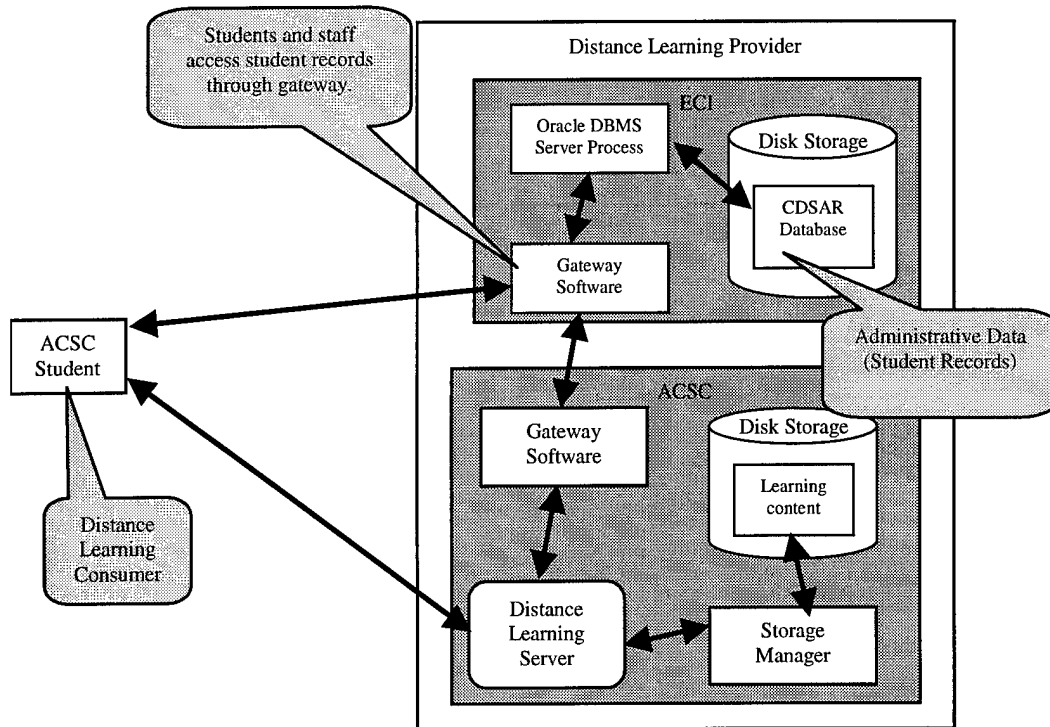 Students and staff
access student records
through gateway.
Distance Learning Provider
ECI
Oracle DBMS
Server Process
Disk Storage
CDSAR
Database
Gateway
Software
Administrative Data
(Student Records)
ACSC
Student
Distance
Learning
Consumer
ACSC
Gateway
Software
Disk Storage
Learning
content
Distance
Learning
Server
Storage
Manager